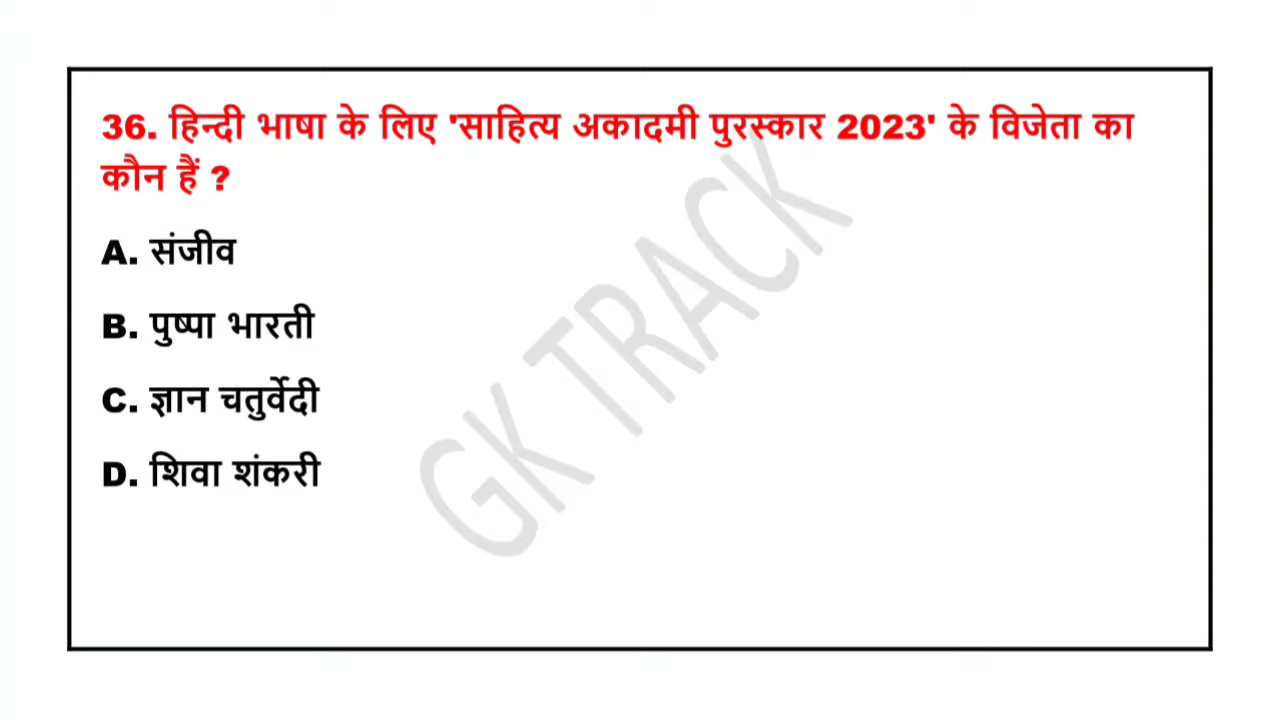 36. हिन्दी भाषा के लिए 'साहित्य अकादमी पुरस्कार 2023' के विजेता का
कौन हैं ?
A. संजीव
B. पुष्पा भारती
C. ज्ञान चतुर्वेदी
D. शिवा शंकरी
GK TRACK